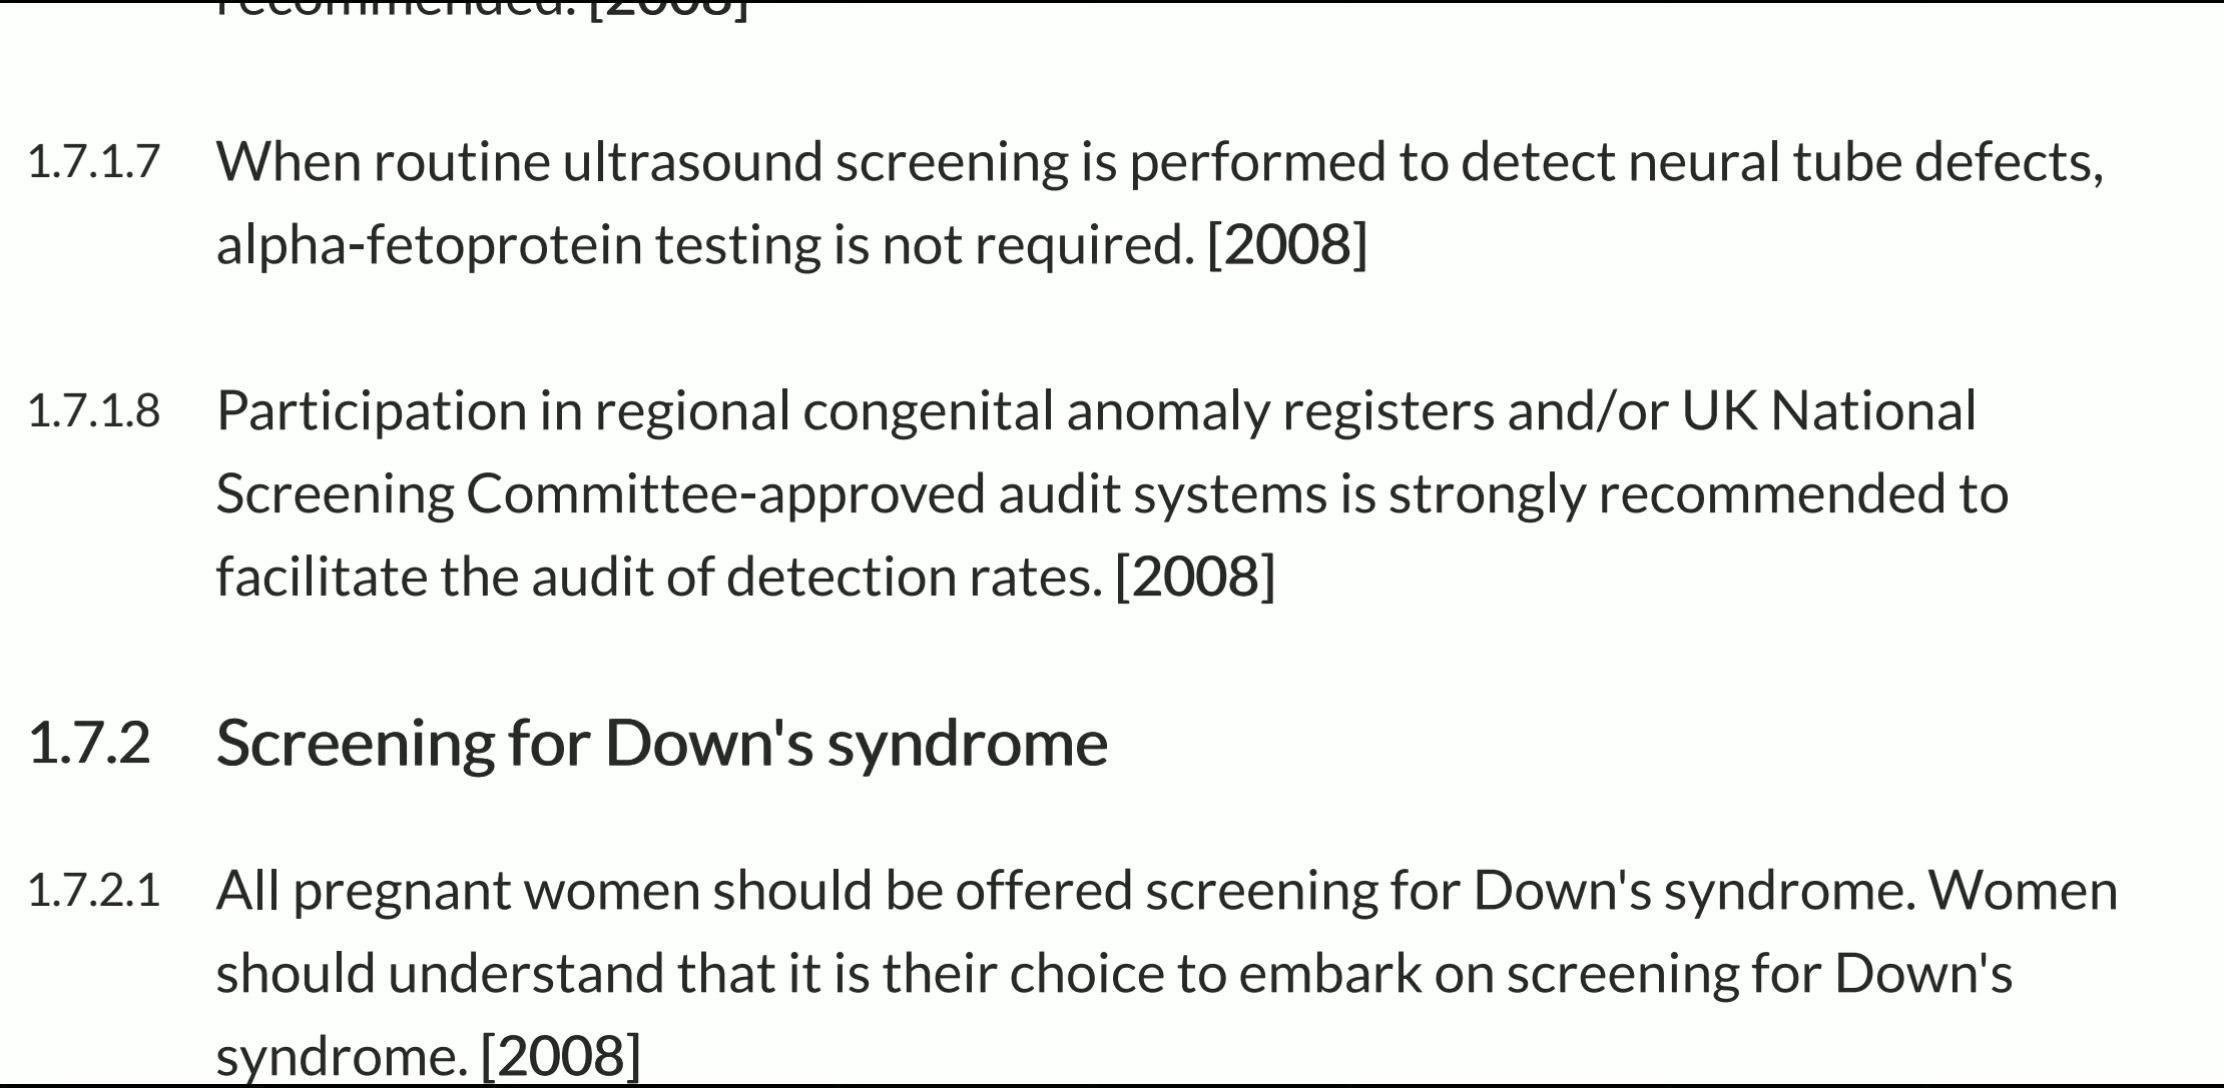 recommended. [2008]
1.7.1.7 When routine ultrasound screening is performed to detect neural tube defects,
alpha-fetoprotein testing is not required. [2008]
1.7.1.8 Participation in regional congenital anomaly registers and/or UK National
Screening Committee-approved audit systems is strongly recommended to
facilitate the audit of detection rates. [2008]
1.7.2 Screening for Down's syndrome
1.7.2.1 All pregnant women should be offered screening for Down's syndrome. Women
should understand that it is their choice to embark on screening for Down's
syndrome. [2008]